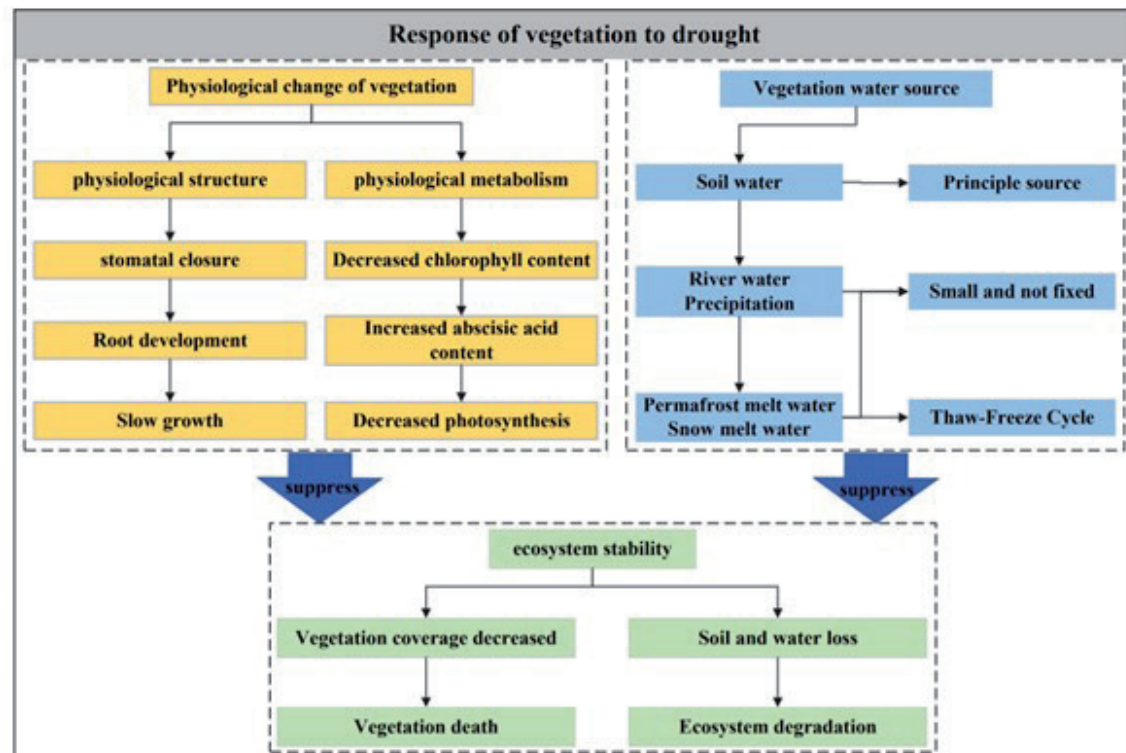 Response of vegetation to drought
Physiological change of vegetation
physiological structure
physiological metabolism
stomatal closure
Decreased chlorophyll content
Root development
Increased abscisic acid
content
Slow growth
Decreased photosynthesis
Vegetation water source
Soil water
Principle source
River water
Precipitation
Small and not fixed
Permafrost melt water
Snow melt water
Thaw-Freeze Cycle
suppress
suppress
ecosystem stability
Vegetation coverage decreased
Soil and water loss
Vegetation death
Ecosystem degradation